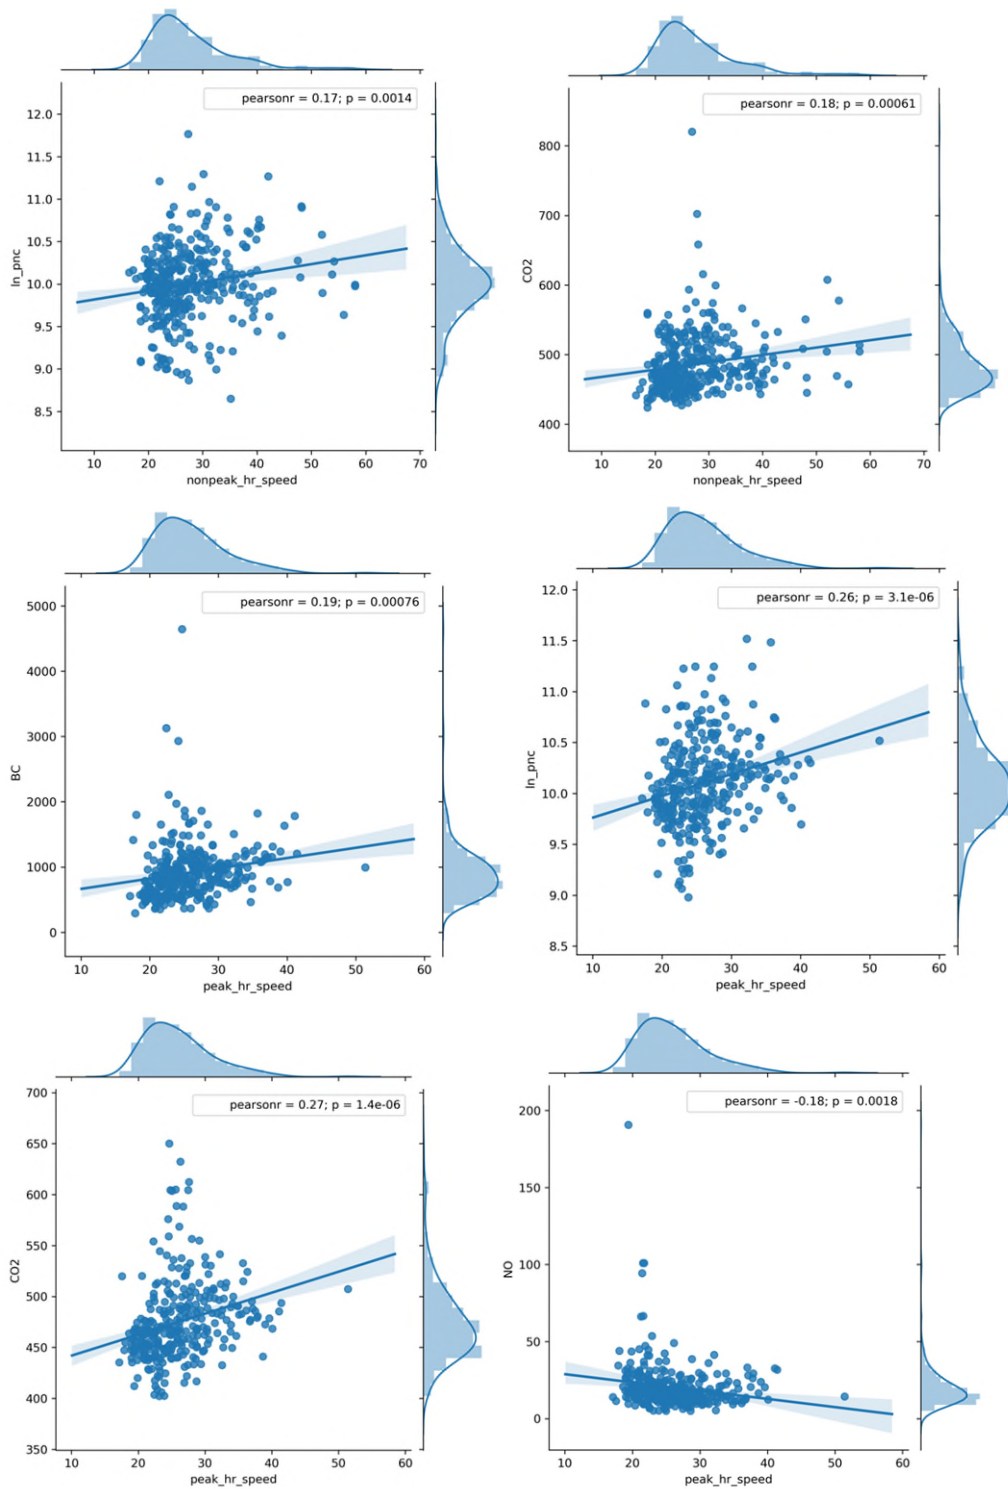 pearsonr = 0.17; p = 0.0014
12.0
11.5
11.0
10.5
10.0
9.5
9.0
8.5
ln_pnc
10 20 30 40 50 60 70
nonpeak_hr_speed
pearsonr = 0.18; p = 0.00061
800
700
600
500
400
CO2
10 20 30 40 50 60 70
nonpeak_hr_speed
pearsonr = 0.19; p = 0.00076
5000
4000
3000
2000
1000
0
BC
10 20 30 40 50 60
peak_hr_speed
pearsonr = 0.26; p = 3.1e-06
12.0
11.5
11.0
10.5
10.0
9.5
9.0
8.5
ln_pnc
10 20 30 40 50 60
peak_hr_speed
pearsonr = 0.27; p = 1.4e-06
700
650
600
550
500
450
400
350
CO2
10 20 30 40 50 60
peak_hr_speed
pearsonr = -0.18; p = 0.0018
200
150
100
50
0
NO
10 20 30 40 50 60
peak_hr_speed